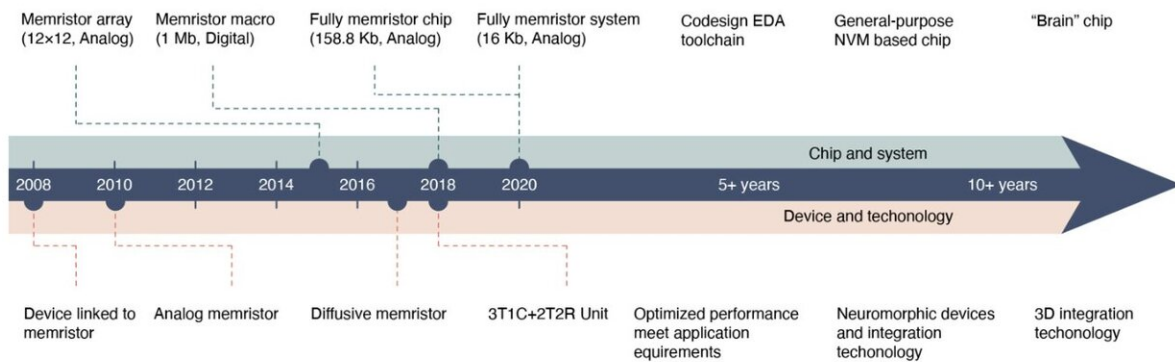 Memristor array
(12×12, Analog)
Memristor macro
(1 Mb, Digital)
Fully memristor chip
(158.8 Kb, Analog)
Fully memristor system
(16 Kb, Analog)
Codesign EDA
toolchain
General-purpose
NVM based chip
“Brain” chip
Chip and system
2008
2010
2012
2014
2016
2018
2020
5+ years
10+ years
Device and techonology
Device linked to
memristor
Analog memristor
Diffusive memristor
3T1C+2T2R Unit
Optimized performance
meet application
equirements
Neuromorphic devices
and integration
techonology
3D integration
techonology